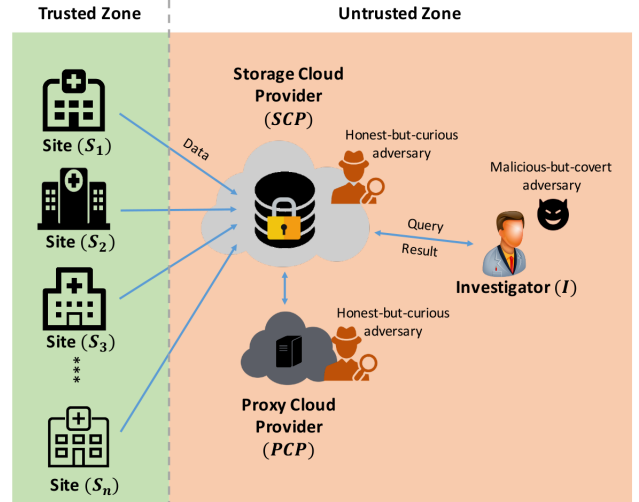 Trusted Zone
Untrusted Zone
Site (S₁)
Site (S₂)
Site (S₃)
***
Site (Sₙ)
Data
Storage Cloud
Provider
(SCP)
Honest-but-curious
adversary
Malicious-but-covert
adversary
Query
Result
Investigator (I)
Honest-but-curious
adversary
Proxy Cloud
Provider
(PCP)